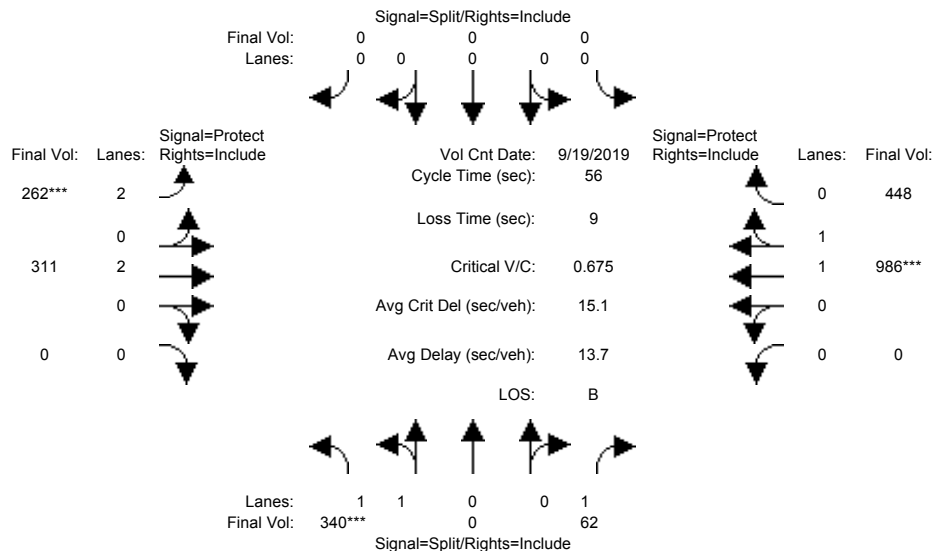 Signal=Split/Rights=Include
Final Vol: 0 0 0
Lanes: 0 0 0 0 0
Signal=Protect
Final Vol: Lanes: Rights=Include
Vol Cnt Date: 9/19/2019
Signal=Protect
Rights=Include Lanes: Final Vol:
Cycle Time (sec): 56
262*** 2
0 448
Loss Time (sec): 9
0
1
311 2
Critical V/C: 0.675
1 986***
0
Avg Crit Del (sec/veh): 15.1
0
0 0
Avg Delay (sec/veh): 13.7
0 0
LOS: B
Lanes: 1 1 0 0 1
Final Vol: 340*** 0 62
Signal=Split/Rights=Include